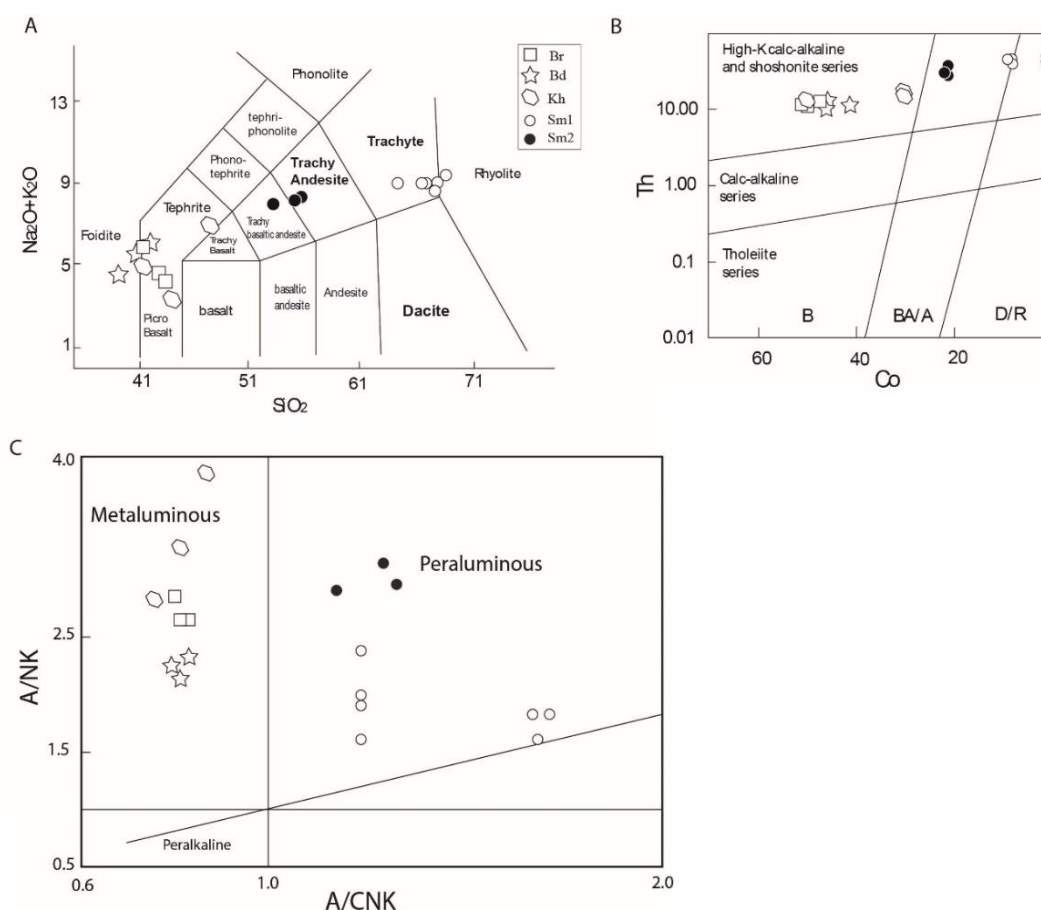 A
Na₂O+K₂O
13
9
5
1
41
51
61
71
SiO₂
Phonolite
tephri-
phonolite
Phono-
tephrite
Tephrite
Foidite
Trachy
Andesite
Trachyte
Rhyolite
Trachy
basaltic andesite
Trachy
Basalt
Picro
Basalt
basalt
basaltic
andesite
Andesite
Dacite
Br
Bd
Kh
Sm1
Sm2
B
High-K calc-alkaline
and shoshonite series
Calc-alkaline
series
Tholeiite
series
Th
10.00
1.00
0.1
0.01
B
BA/A
D/R
60
40
20
Co
C
4.0
2.5
1.5
0.5
A/NK
Metaluminous
Peraluminous
Peralkaline
0.6
1.0
2.0
A/CNK